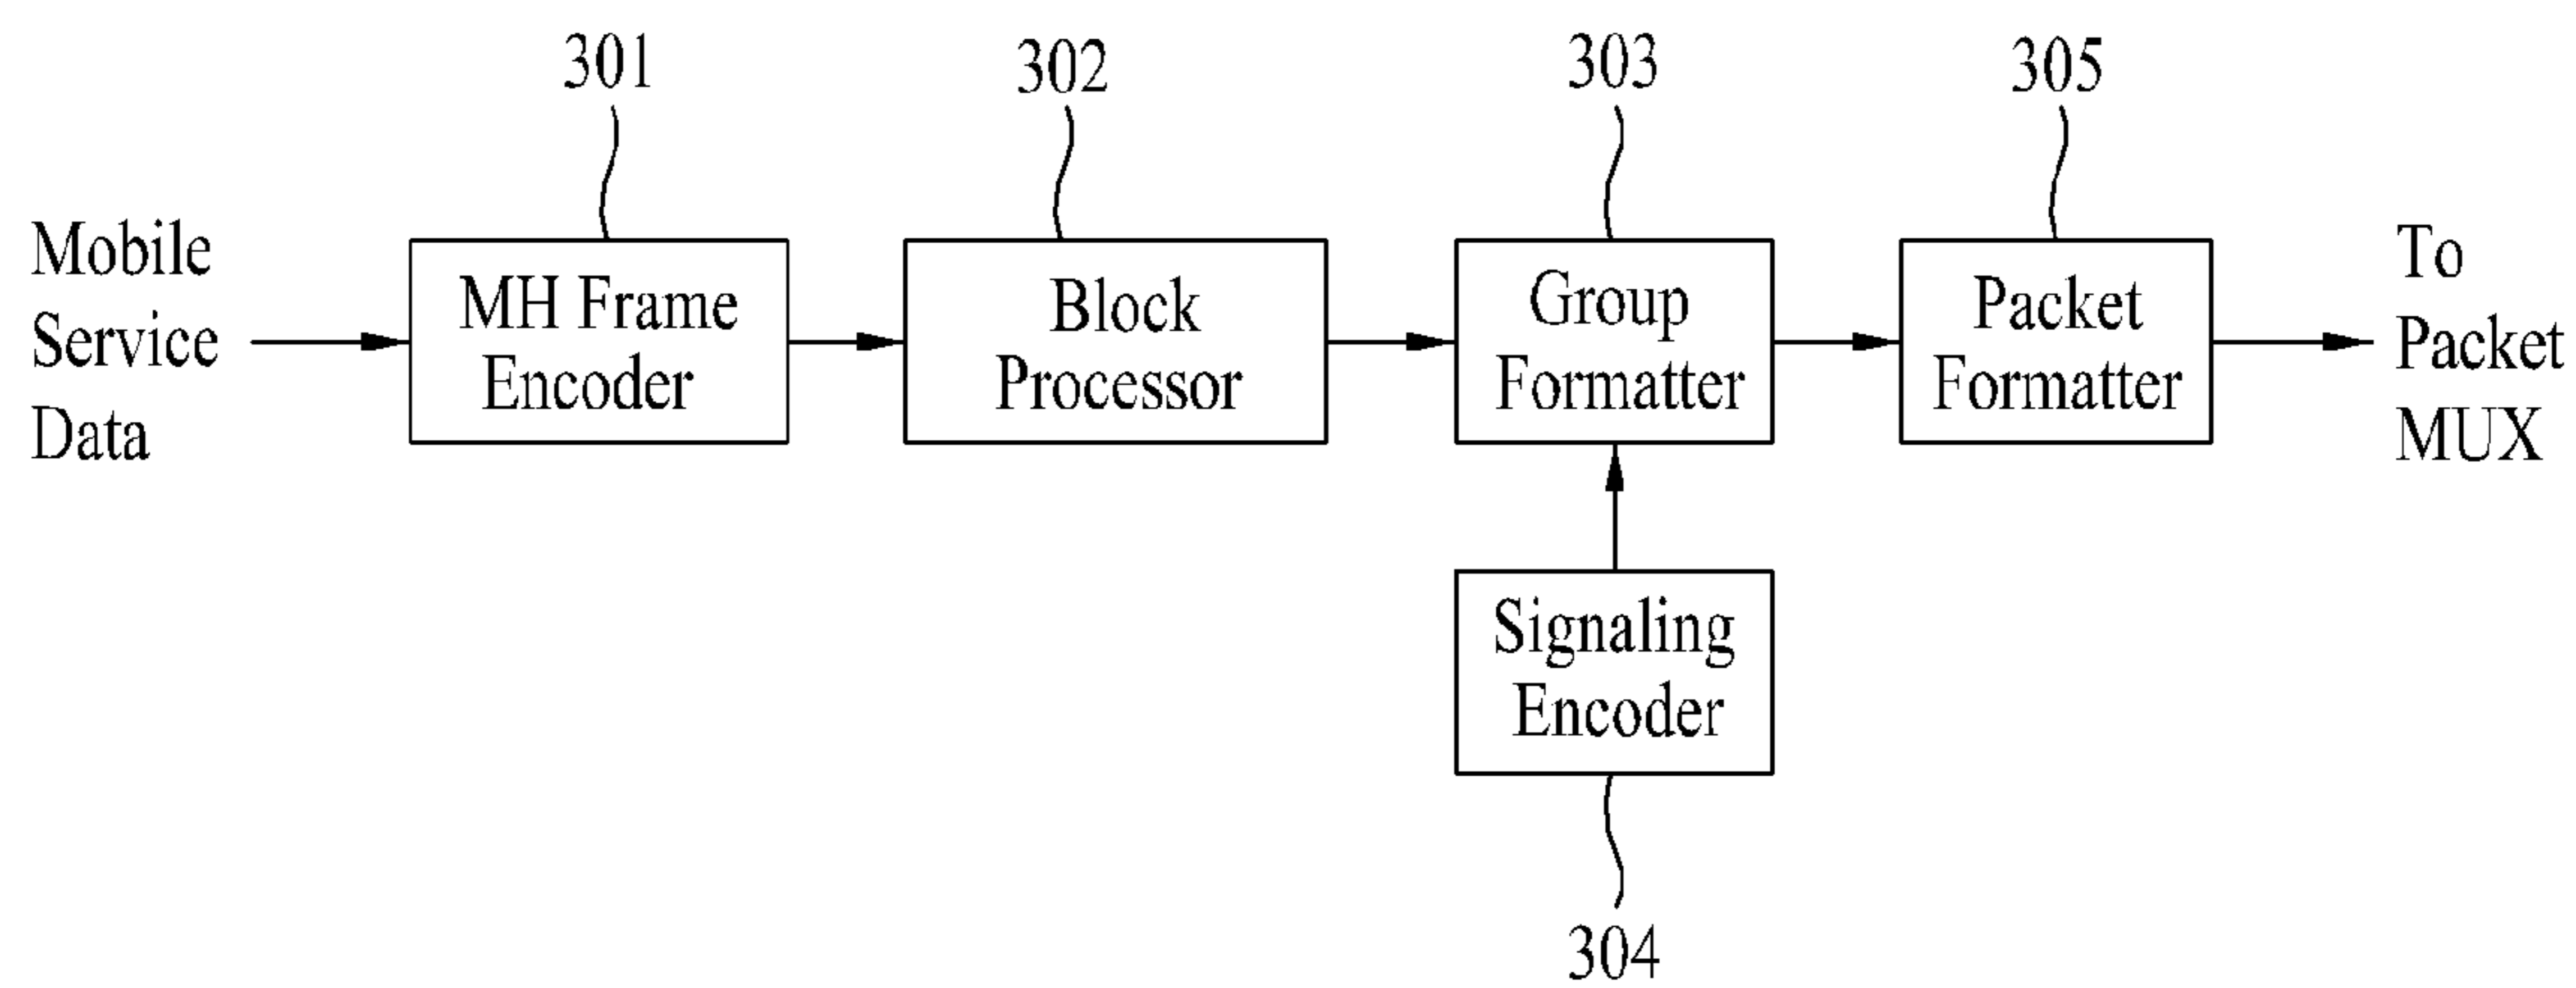 301
302
303
305
Mobile
Service
Data
MH Frame
Encoder
Block
Processor
Group
Formatter
Packet
Formatter
To
Packet
MUX
Signaling
Encoder
304